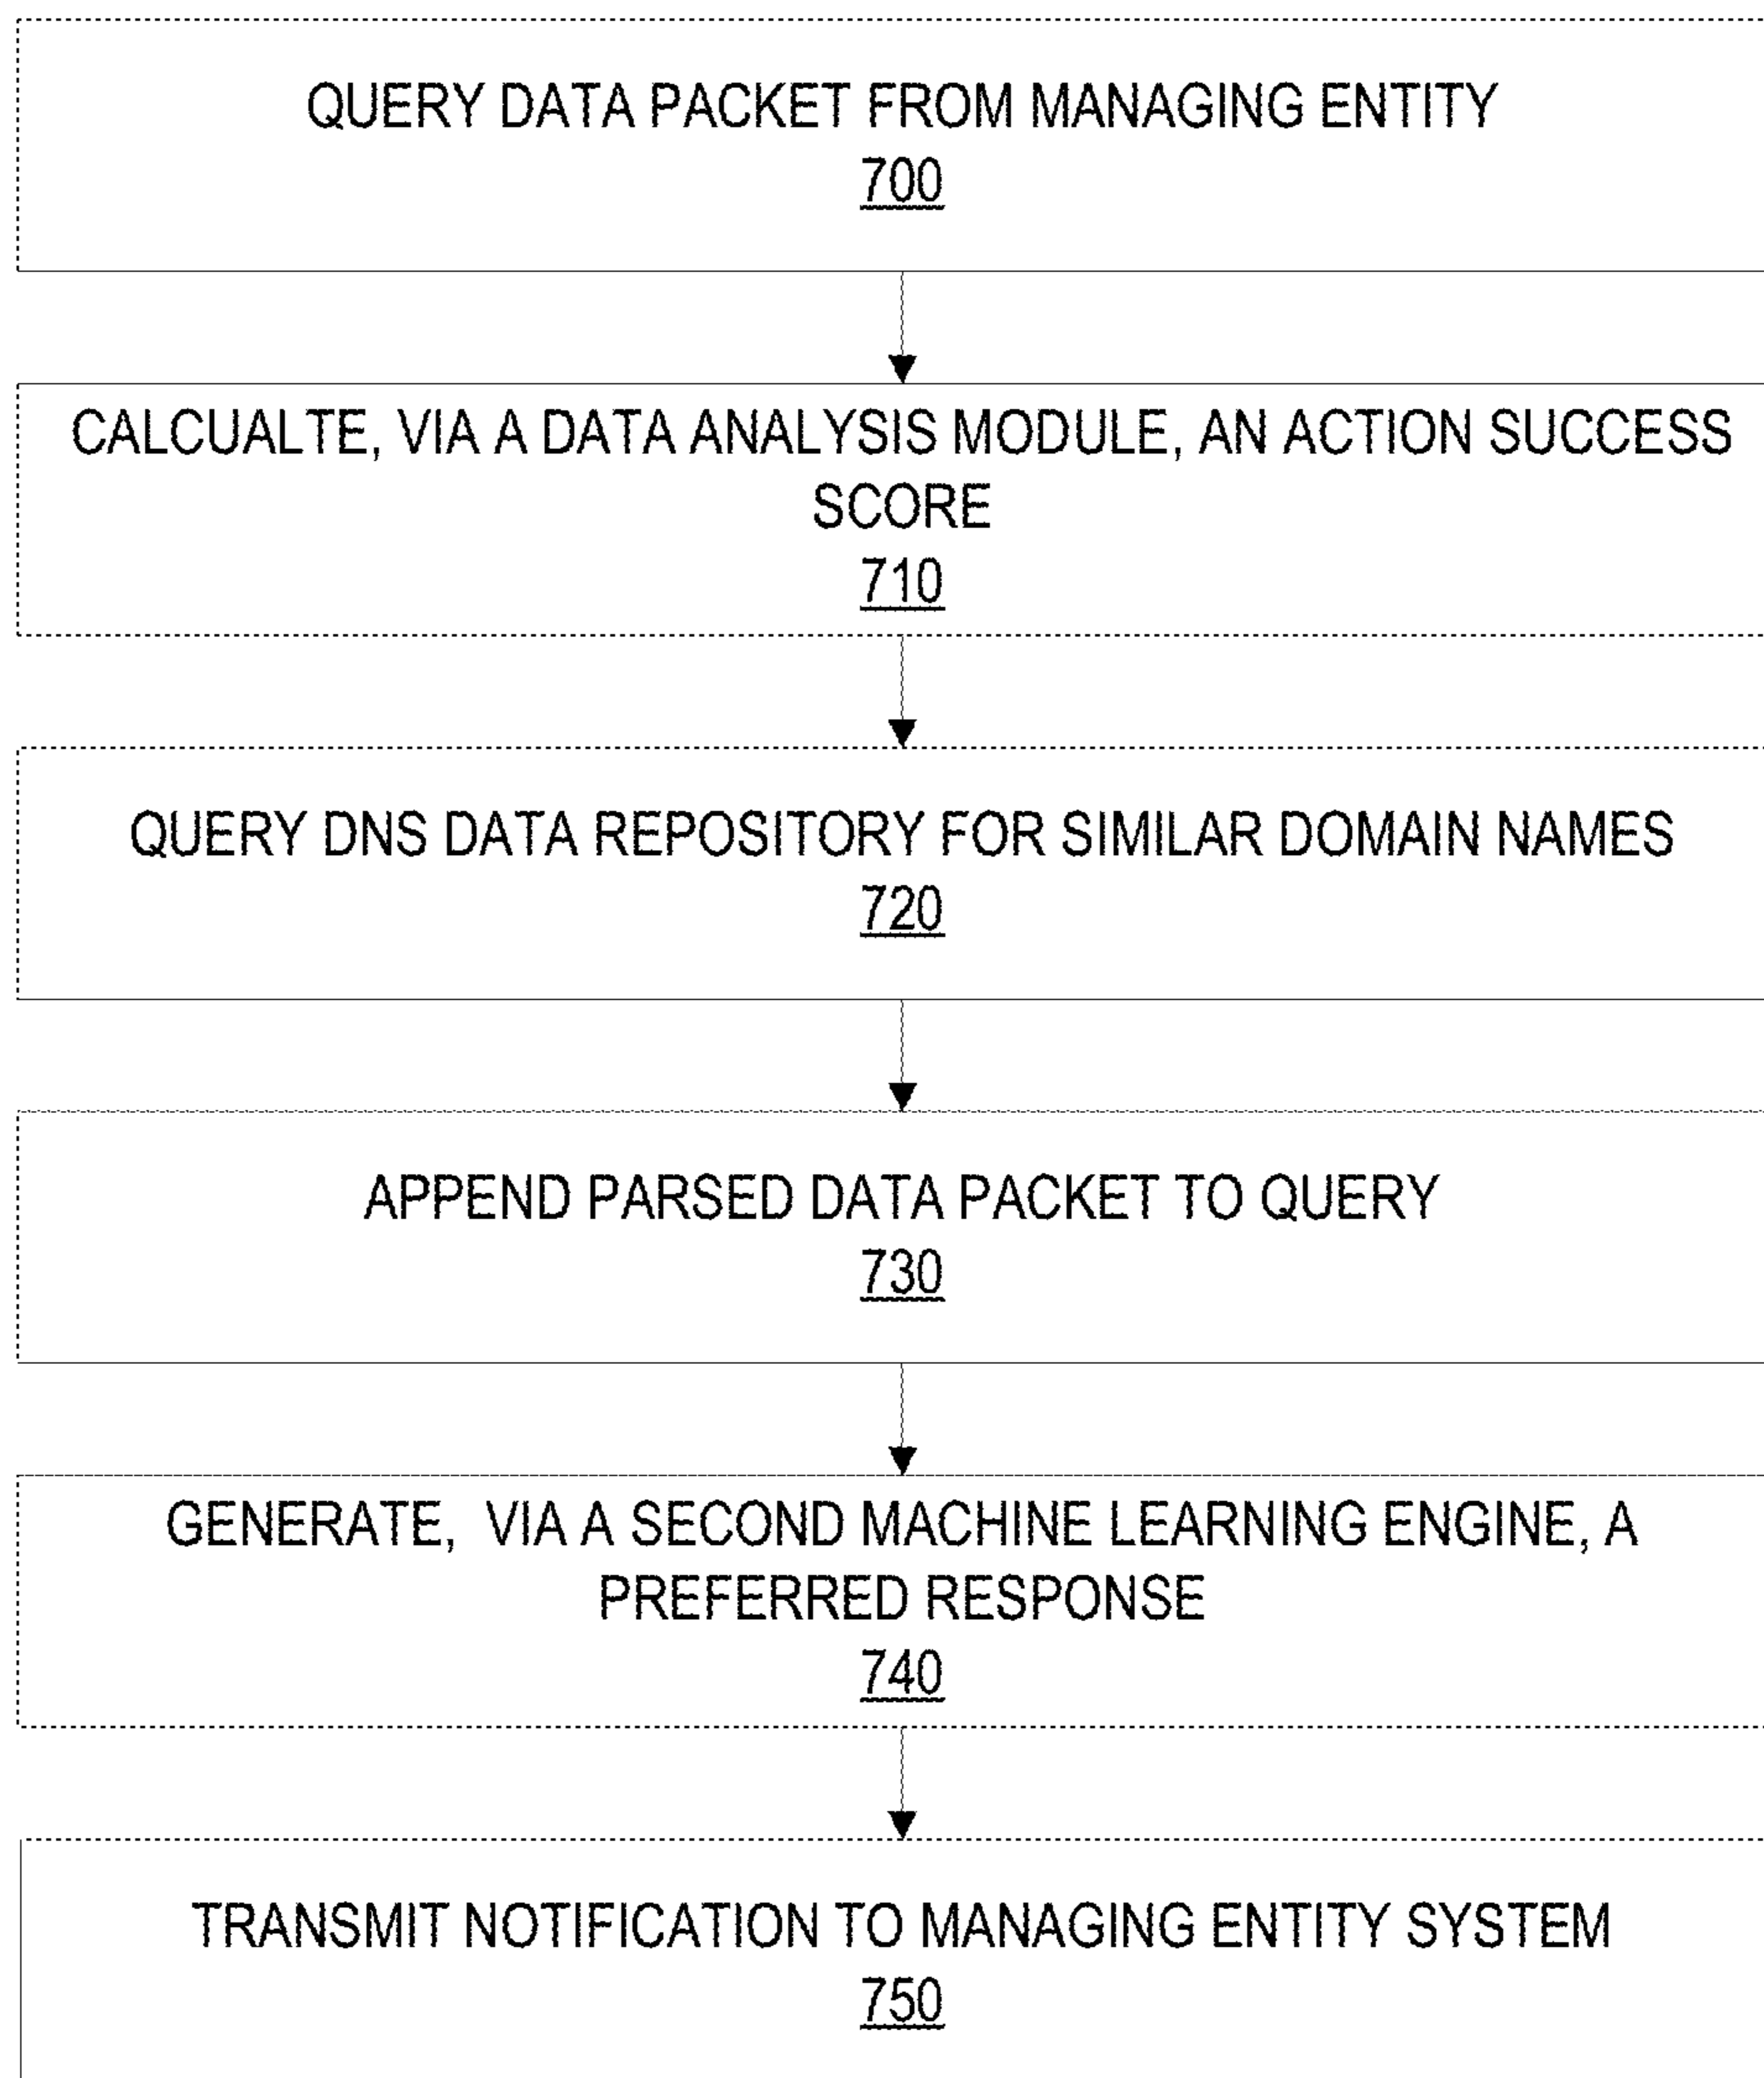 QUERY DATA PACKET FROM MANAGING ENTITY
700
CALCUALTE, VIA A DATA ANALYSIS MODULE, AN ACTION SUCCESS
SCORE
710
QUERY DNS DATA REPOSITORY FOR SIMILAR DOMAIN NAMES
720
APPEND PARSED DATA PACKET TO QUERY
730
GENERATE, VIA A SECOND MACHINE LEARNING ENGINE, A
PREFERRED RESPONSE
740
TRANSMIT NOTIFICATION TO MANAGING ENTITY SYSTEM
750